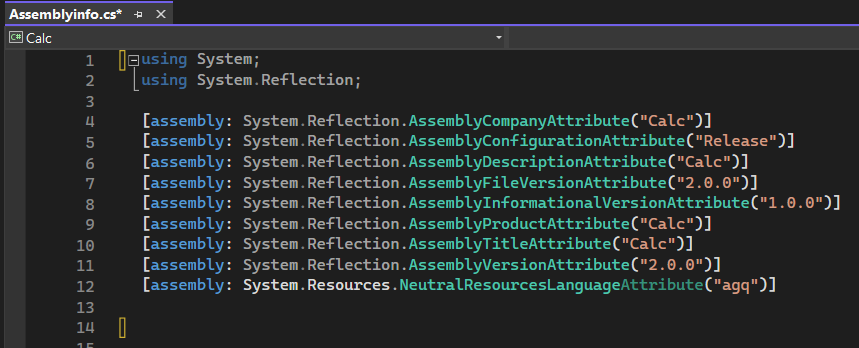 Assemblyinfo.cs*
C# Calc
1 using System;
2 using System.Reflection;
3
4 [assembly: System.Reflection.AssemblyCompanyAttribute("Calc")]
5 [assembly: System.Reflection.AssemblyConfigurationAttribute("Release")]
6 [assembly: System.Reflection.AssemblyDescriptionAttribute("Calc")]
7 [assembly: System.Reflection.AssemblyFileVersionAttribute("2.0.0")]
8 [assembly: System.Reflection.AssemblyInformationalVersionAttribute("1.0.0")]
9 [assembly: System.Reflection.AssemblyProductAttribute("Calc")]
10 [assembly: System.Reflection.AssemblyTitleAttribute("Calc")]
11 [assembly: System.Reflection.AssemblyVersionAttribute("2.0.0")]
12 [assembly: System.Resources.NeutralResourcesLanguageAttribute("agq")]
13
14
15